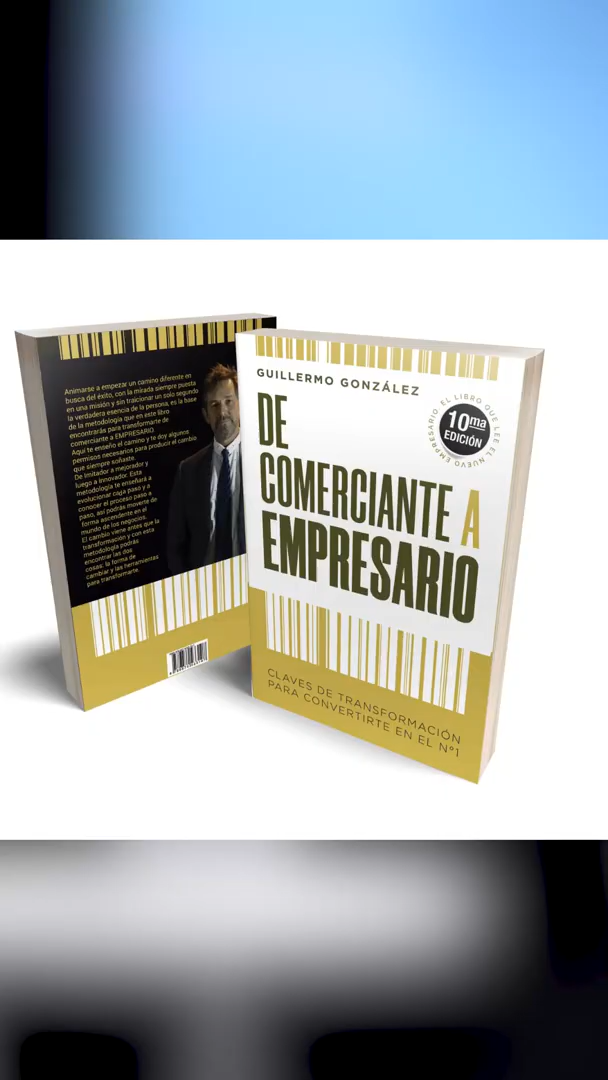 Animarse a empezar un camino diferente en
busca del éxito, con la mirada siempre puesta
en una misión y sin traicionar un solo segundo
la verdadera esencia de la persona, es la base
de la metodología que en este libro
encontrarás para transformarte de
comerciante a EMPRESARIO.
Aquí te enseño el camino y te doy algunos
permisos necesarios para producir el cambio
que siempre soñaste.
De imitador a mejorador y
luego a innovador. Esta
metodología te enseñará a
evolucionar caga paso y a
conocer el proceso paso a
paso, así podrás moverte de
forma ascendente en el
mundo de los negocios.
El cambio viene antes que la
transformación y con esta
metodología podrás
encontrar las dos
cosas: la forma de
cambiar y las herramientas
para transformarte.
GUILLERMO GONZÁLEZ
DE
COMERCIANTE A
EMPRESARIO
EL LIBRO QUE LEE EL NUEVO EMPRESARIO
10ma
EDICIÓN
CLAVES DE TRANSFORMACIÓN
PARA CONVERTIRTE EN EL Nº1